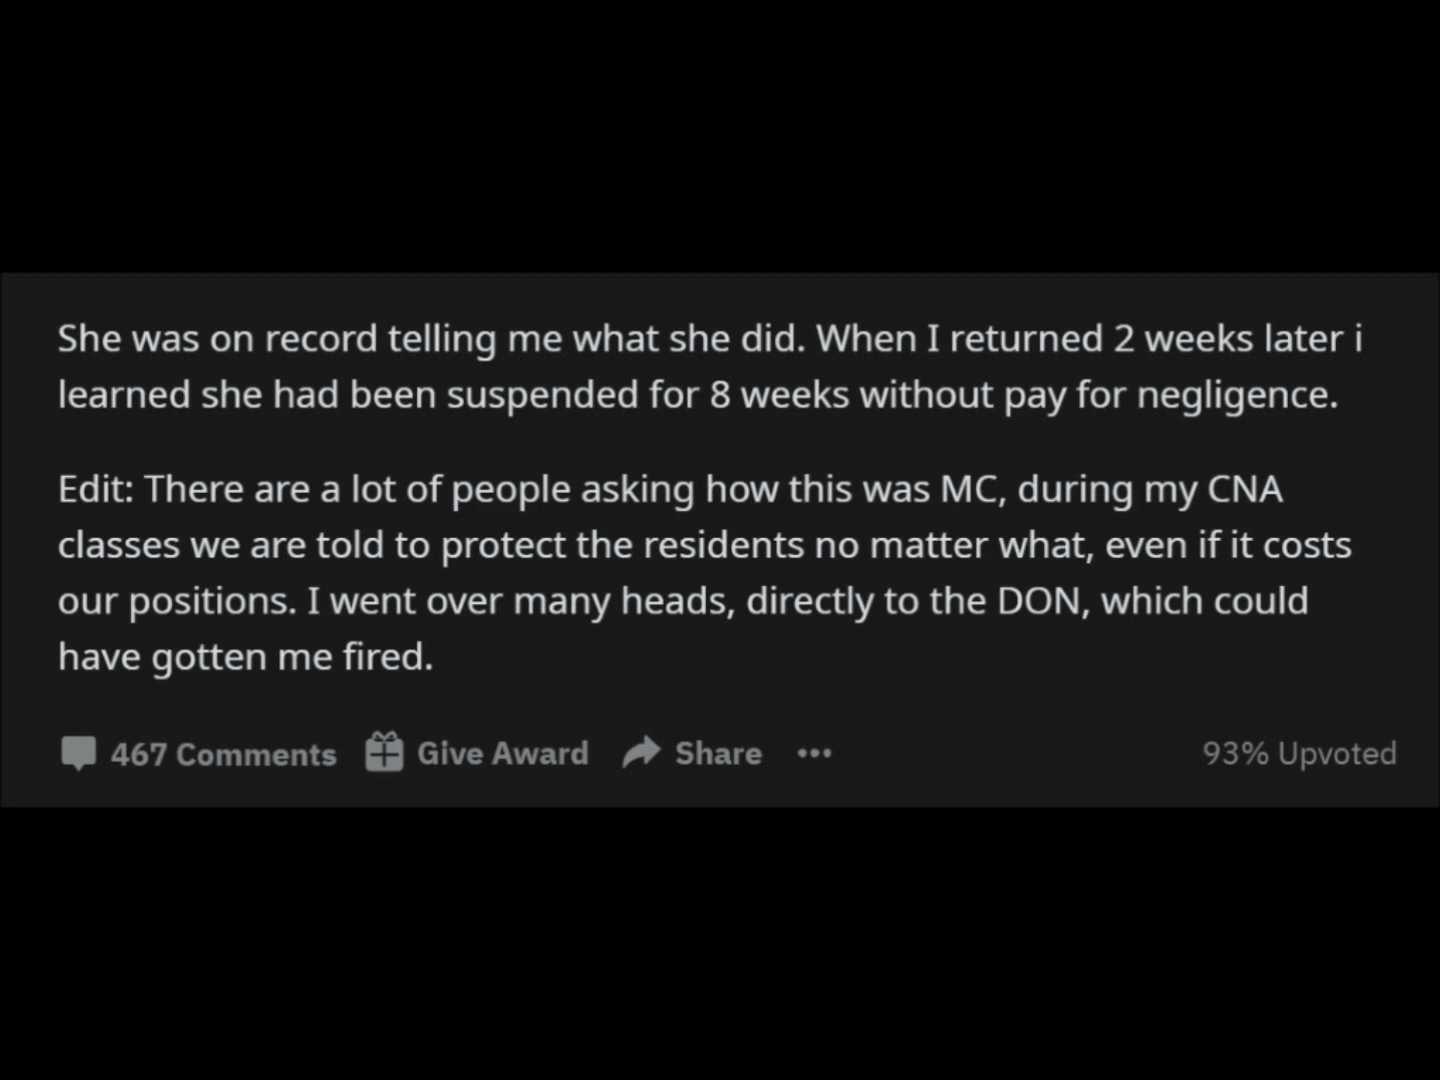 She was on record telling me what she did. When I returned 2 weeks later i
learned she had been suspended for 8 weeks without pay for negligence.
Edit: There are a lot of people asking how this was MC, during my CNA
classes we are told to protect the residents no matter what, even if it costs
our positions. I went over many heads, directly to the DON, which could
have gotten me fired.
467 Comments Give Award Share ••• 93% Upvoted